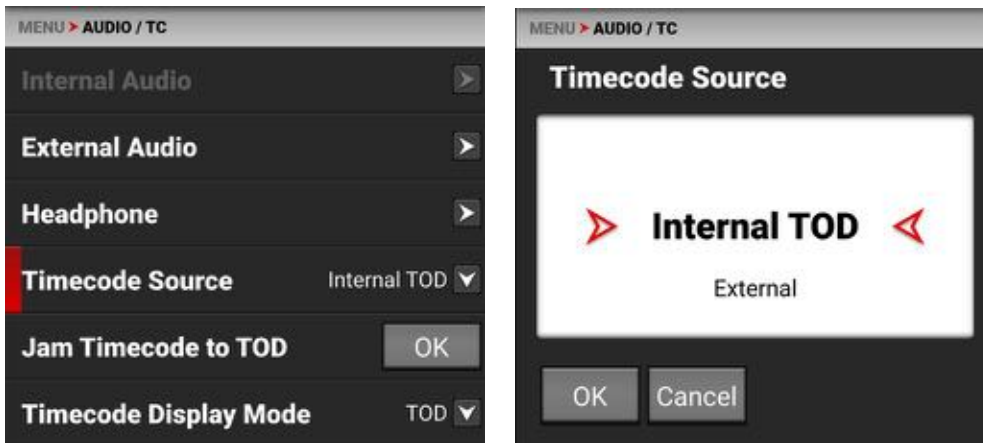 MENU > AUDIO / TC
Internal Audio
External Audio
Headphone
Timecode Source Internal TOD
Jam Timecode to TOD OK
Timecode Display Mode TOD
MENU > AUDIO / TC
Timecode Source
Internal TOD
External
OK Cancel